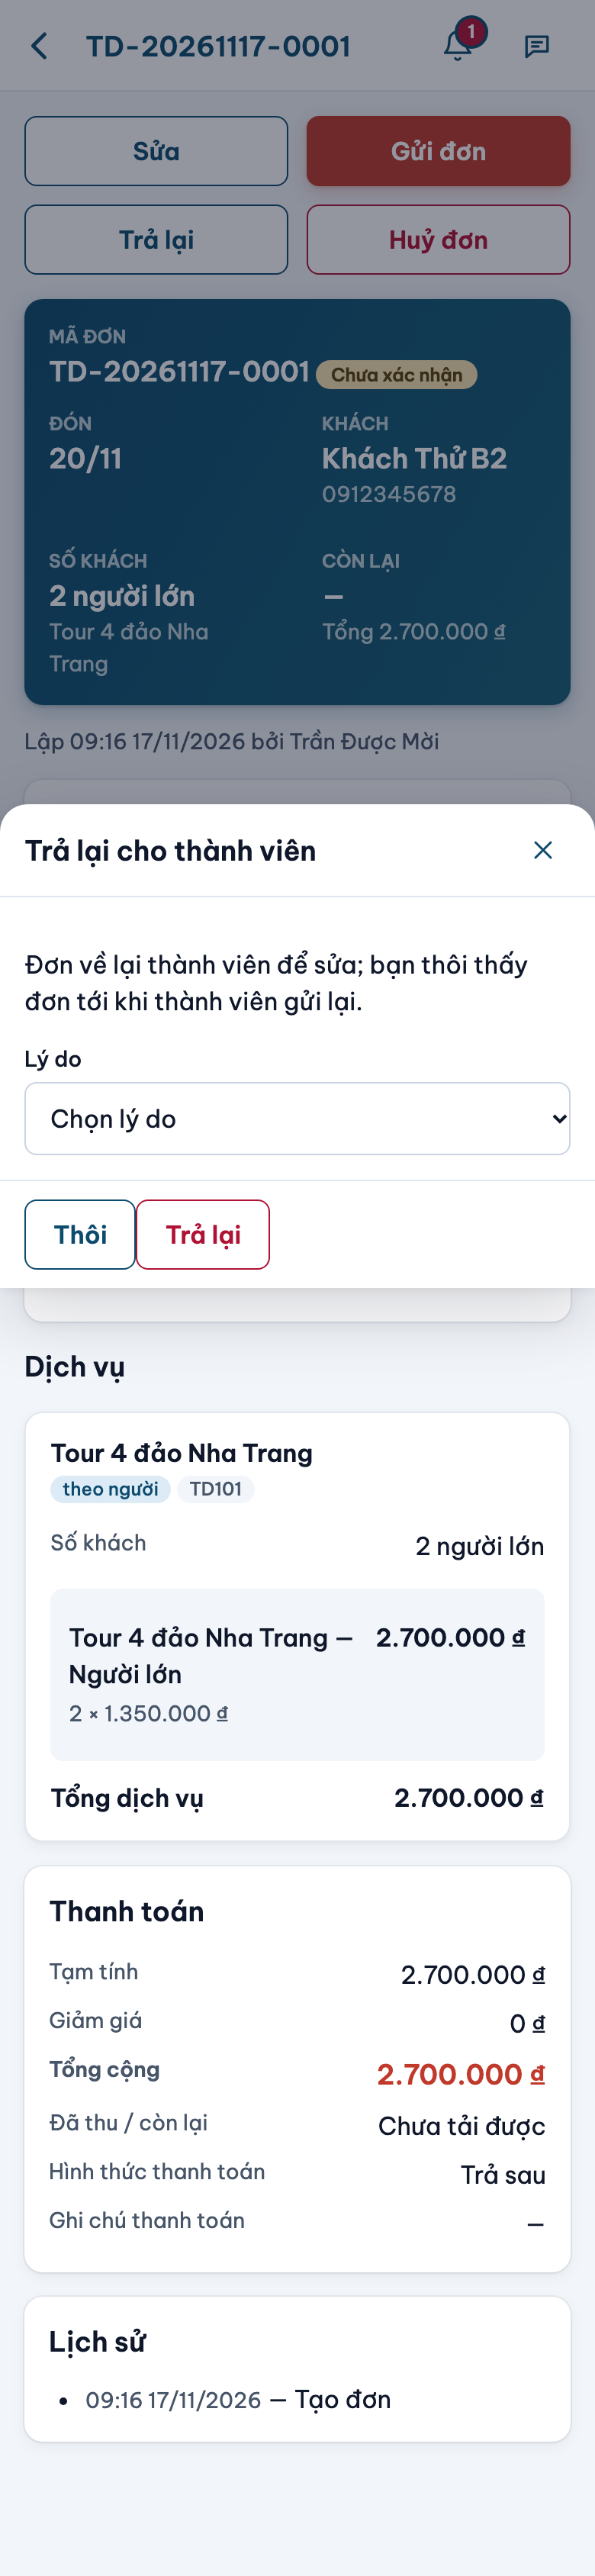 TD-20261117-0001
1
Sửa
Gửi đơn
Trả lại
Huỷ đơn
MÃ ĐƠN
TD-20261117-0001 Chưa xác nhận
ĐÓN
KHÁCH
20/11
Khách Thử B2
0912345678
SỐ KHÁCH
CÒN LẠI
2 người lớn
—
Tour 4 đảo Nha
Trang
Tổng 2.700.000 ₫
Lập 09:16 17/11/2026 bởi Trần Được Mời
Trả lại cho thành viên
Đơn về lại thành viên để sửa; bạn thôi thấy
đơn tới khi thành viên gửi lại.
Lý do
Chọn lý do
Thôi
Trả lại
Dịch vụ
Tour 4 đảo Nha Trang
theo người
TD101
Số khách
2 người lớn
Tour 4 đảo Nha Trang — 2.700.000 ₫
Người lớn
2 × 1.350.000 ₫
Tổng dịch vụ
2.700.000 ₫
Thanh toán
Tạm tính
2.700.000 ₫
Giảm giá
0 ₫
Tổng cộng
2.700.000 ₫
Đã thu / còn lại
Chưa tải được
Hình thức thanh toán
Trả sau
Ghi chú thanh toán
—
Lịch sử
• 09:16 17/11/2026 — Tạo đơn